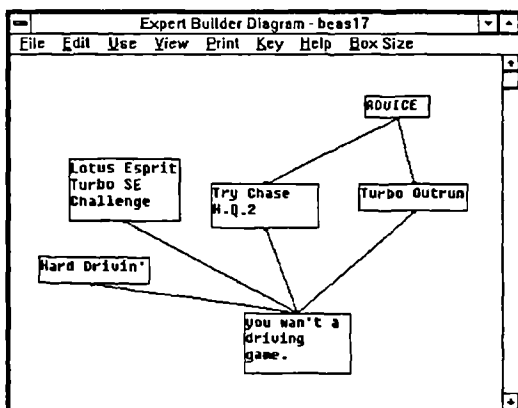 Expert Builder Diagram - beas17
File Edit Use View Print Key Help Box Size
ADVICE
Lotus Esprit
Turbo SE
Challenge
Try Chase
H.Q.2
Turbo Outrun
Hard Drivin'
you wan't a
driving
game.